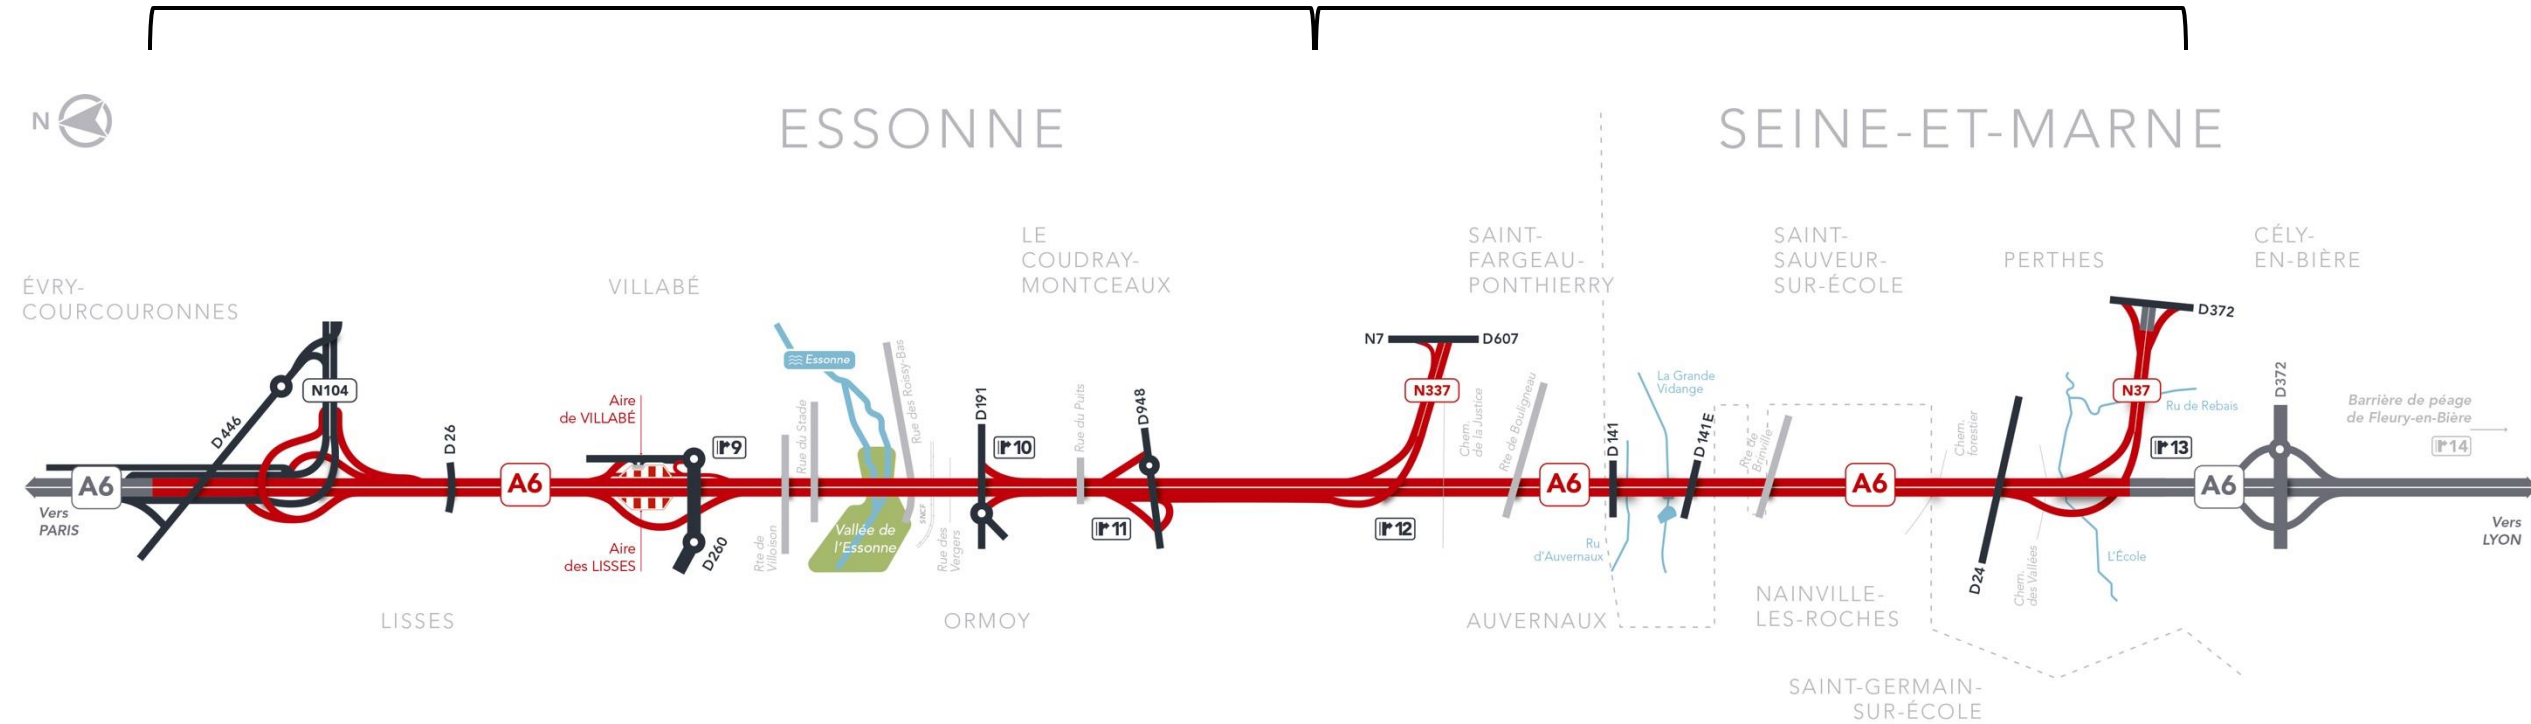 N
ESSONNE
SEINE-ET-MARNE
ÉVRY-
COURCOURONNES
VILLABÉ
LE
COUDRAY-
MONTCEAUX
SAINT-
FARGEAU-
PONTHIERRY
SAINT-
SAUVEUR-
SUR-ÉCOLE
PERTHES
CÉLY-
EN-BIÈRE
A6
Vers
PARIS
D446
N104
D26
A6
Aire
de VILLABÉ
Aire
des LISSES
9
D260
Rte de
Villoison
Rue du Stade
Essonne
Vallée de
l'Essonne
Rue des Roissy-Bas
SNCF
Rue des
Vergers
D191
10
Rue du Puits
D948
11
N7
D607
N337
12
Chem.
de la Justice
Rte de Bouligneau
A6
D141
Ru
d'Auvernaux
La Grande
Vidange
D141E
Rte de
Brinville
A6
Chem.
forestier
D24
Chem.
des Vallées
L'École
D372
N37
Ru de Rebais
13
A6
D372
Barrière de péage
de Fleury-en-Bière
14
Vers
LYON
LISSES
ORMOY
AUVERNAUX
NAINVILLE-
LES-ROCHES
SAINT-GERMAIN-
SUR-ÉCOLE